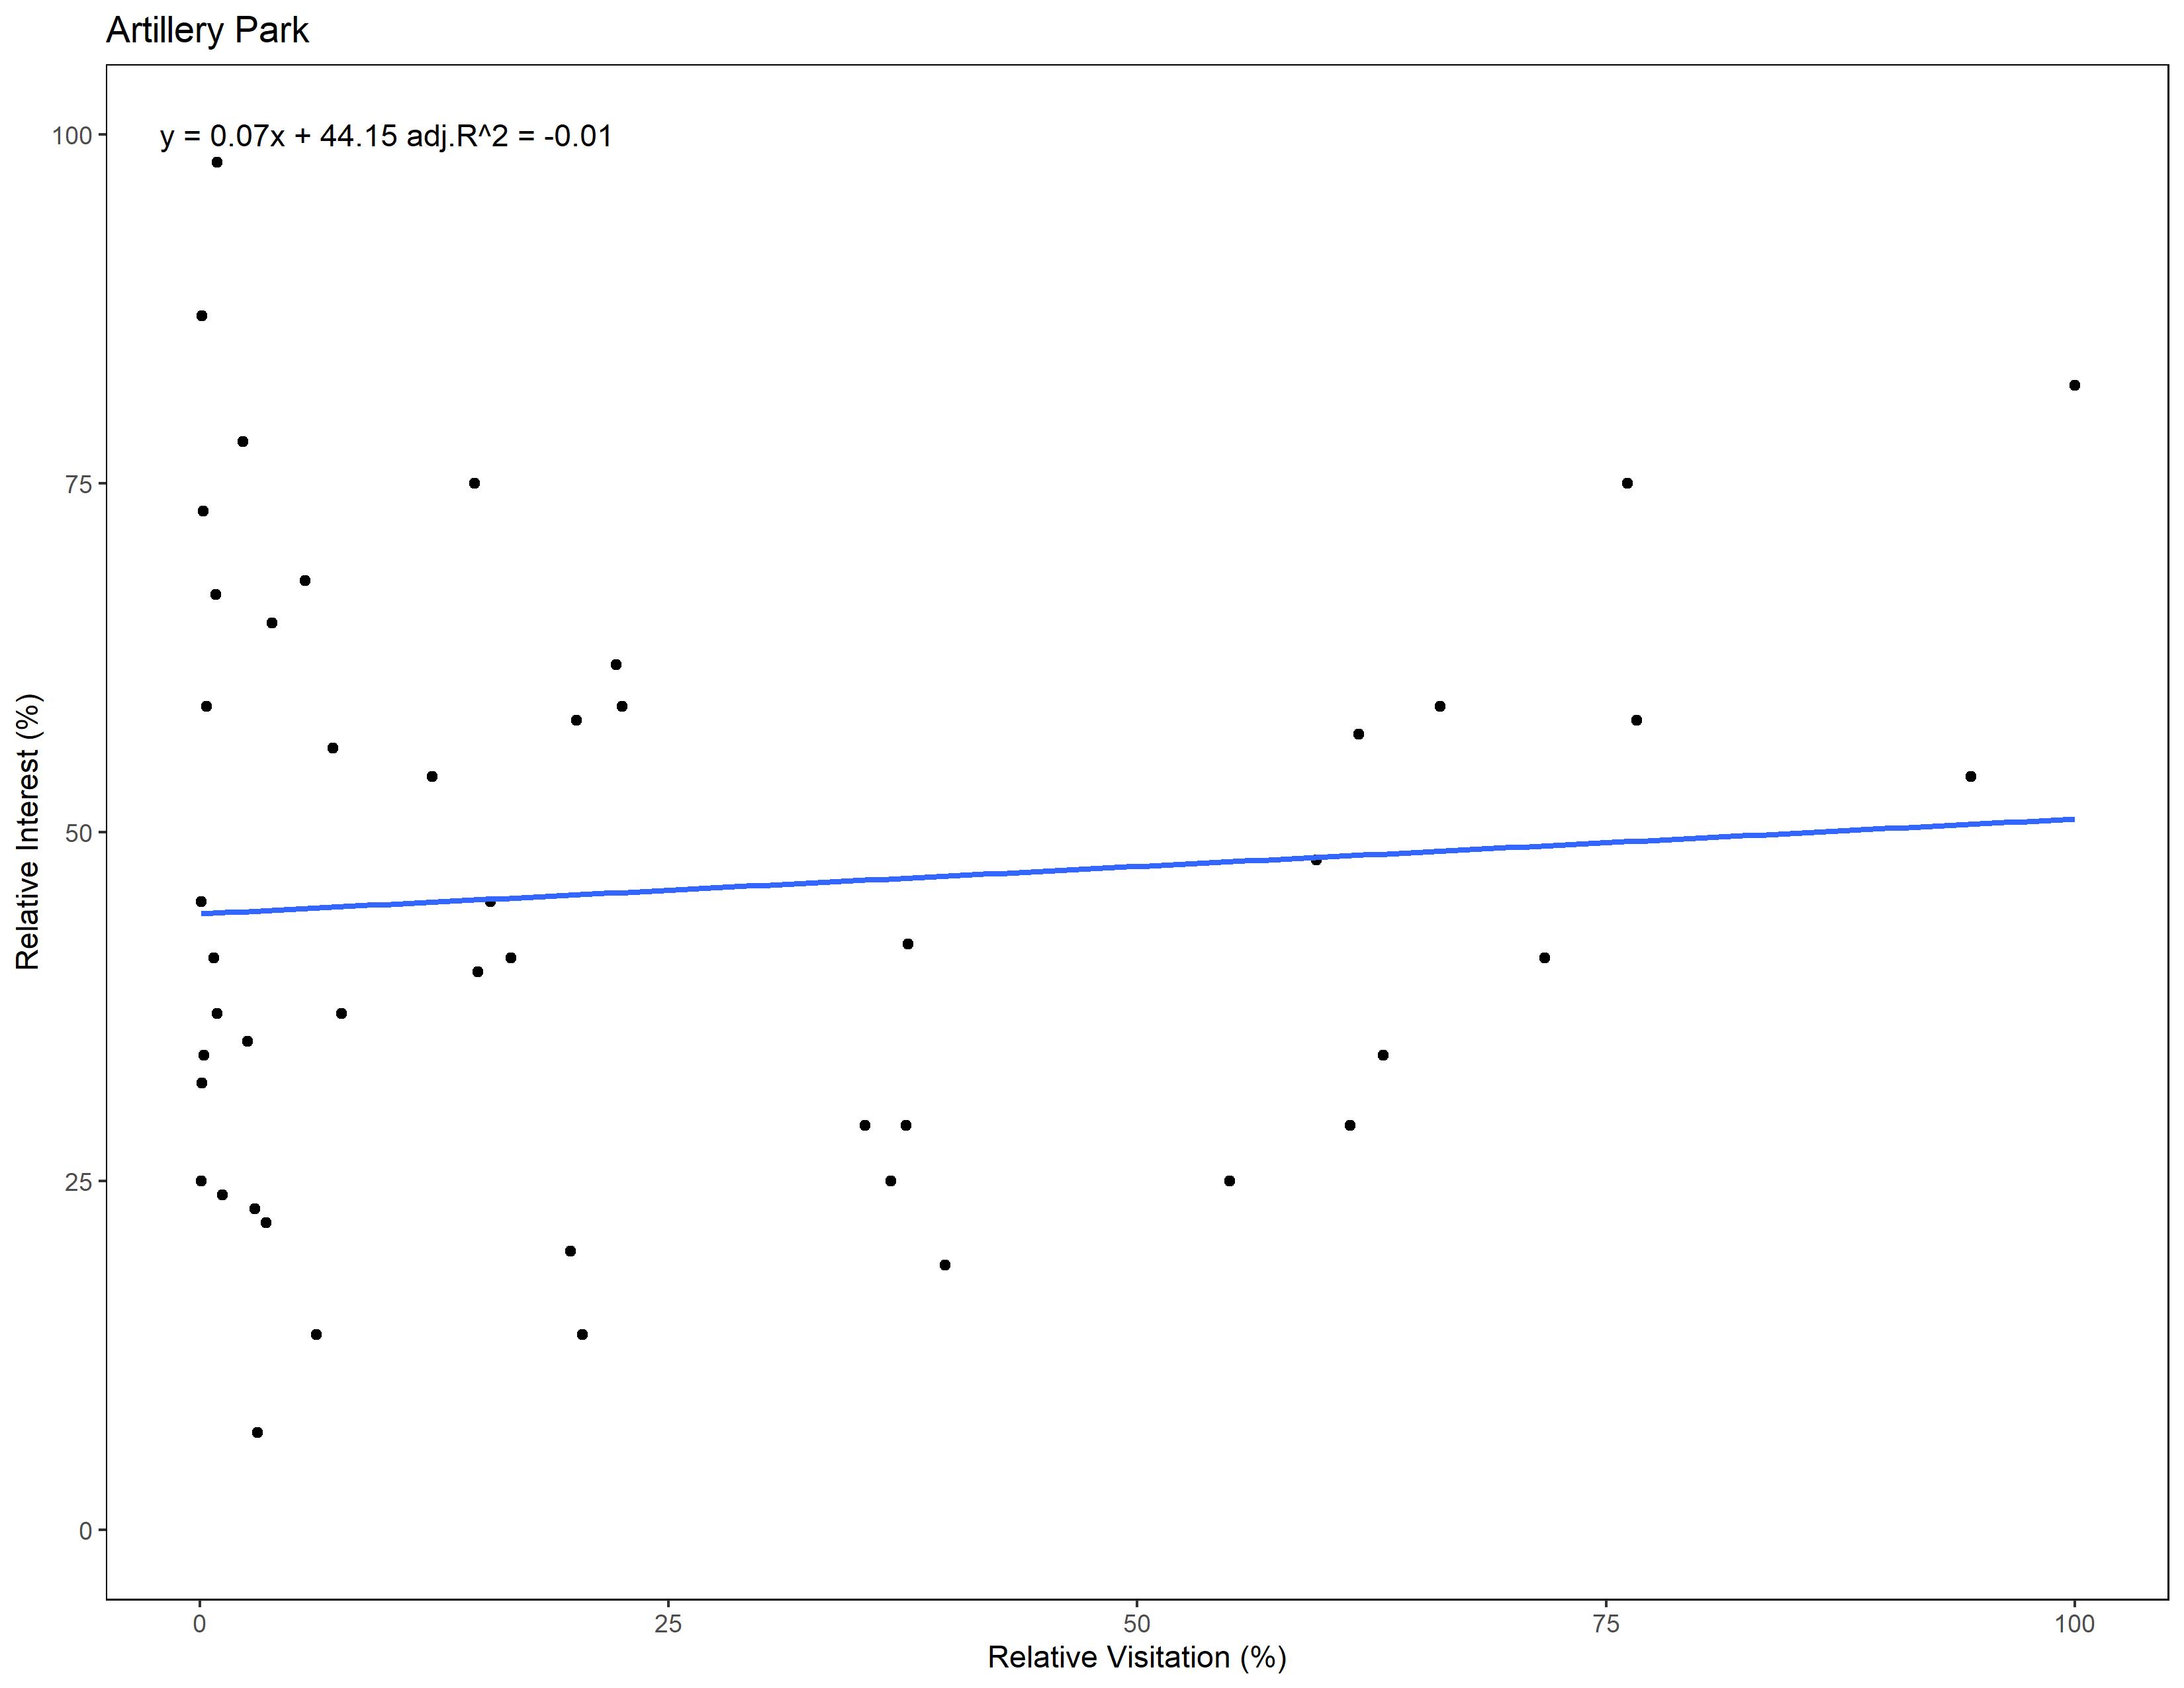 Artillery Park
y = 0.07x + 44.15 adj.R^2 = -0.01
100
75
50
25
0
Relative Interest (%)
0 25 50 75 100
Relative Visitation (%)